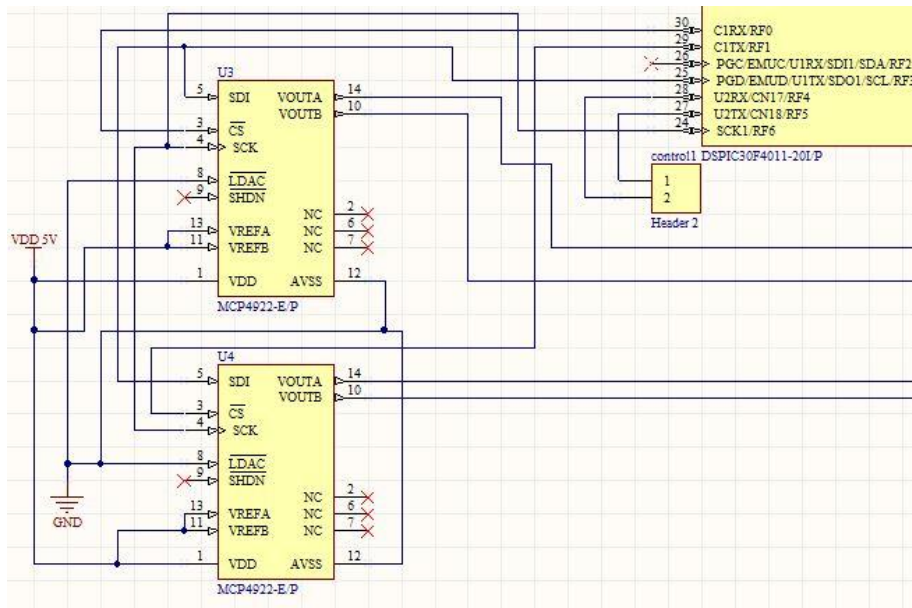 30 C1RX/RF0
29 C1TX/RF1
26 PGC/EMUC/U1RX/SDI1/SDA/RF2
25 PGD/EMUD/U1TX/SDO1/SCL/RF3
28 U2RX/CN17/RF4
27 U2TX/CN18/RF5
24 SCK1/RF6
control1 DSPIC30F4011-20I/P
1
2
Header 2
U3
5 SDI VOUTA 14
VOUTB 10
3 CS
4 SCK
8 LDAC
9 SHDN
NC 2
13 VREFA NC 6
11 VREFB NC 7
VDD 5V
1 VDD AVSS 12
MCP4922-E/P
U4
5 SDI VOUTA 14
VOUTB 10
3 CS
4 SCK
8 LDAC
9 SHDN
NC 2
13 VREFA NC 6
11 VREFB NC 7
GND
1 VDD AVSS 12
MCP4922-E/P